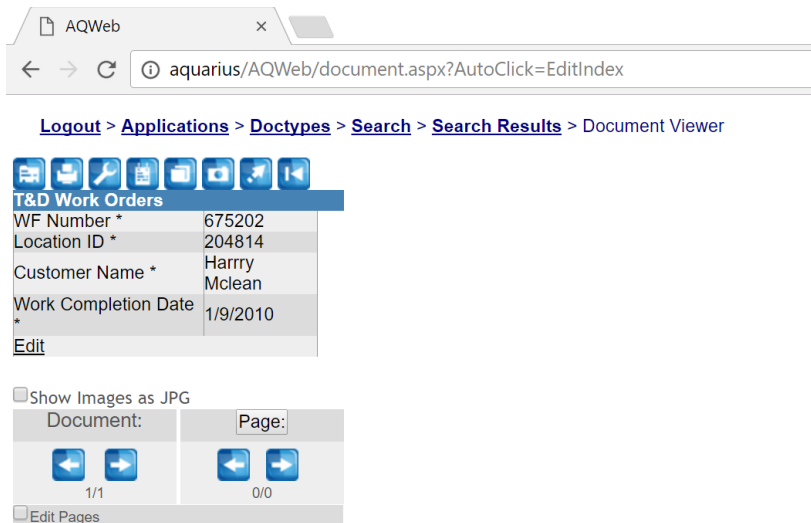 AQWeb
aquarius/AQWeb/document.aspx?AutoClick=EditIndex
Logout > Applications > Doctypes > Search > Search Results > Document Viewer
T&D Work Orders
WF Number * 675202
Location ID * 204814
Customer Name * Harrry
Mclean
Work Completion Date
* 1/9/2010
Edit
Show Images as JPG
Document: Page:
1/1 0/0
Edit Pages